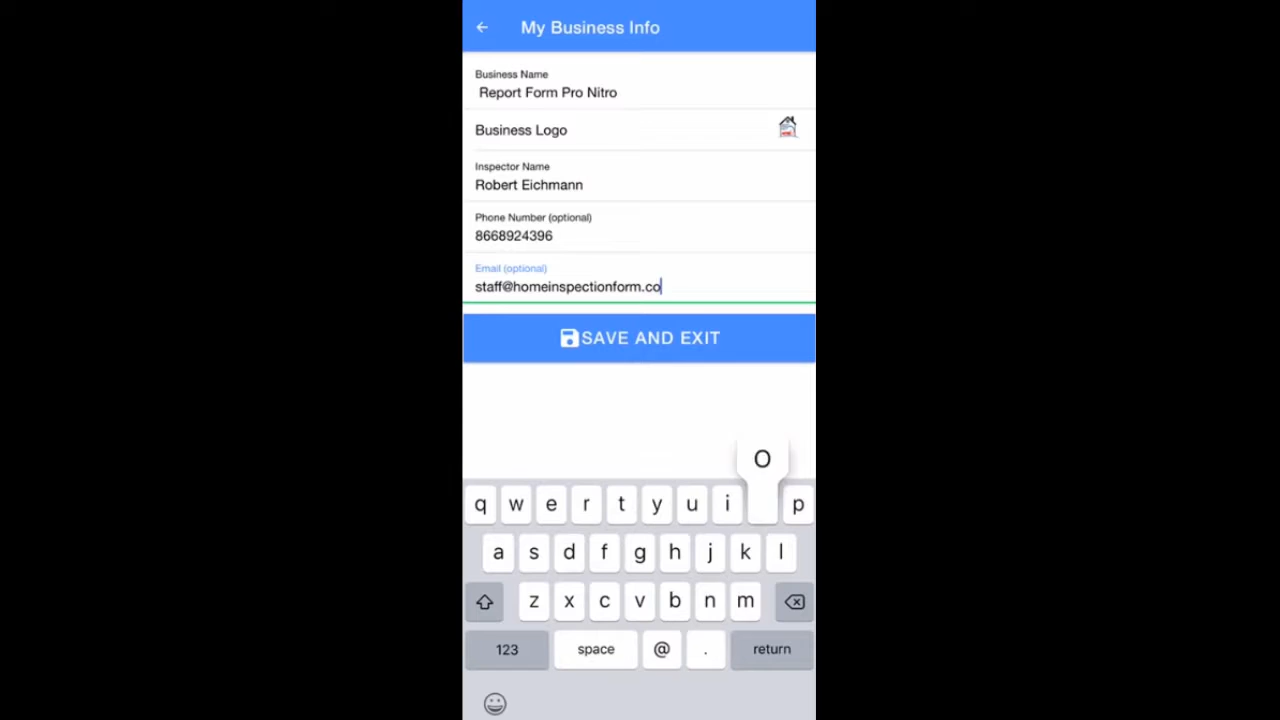 My Business Info
Business Name
Report Form Pro Nitro
Business Logo
Inspector Name
Robert Eichmann
Phone Number (optional)
8668924396
Email (optional)
staff@homeinspectionform.co
SAVE AND EXIT
O
q w e r t y u i p
a s d f g h j k l
z x c v b n m
123 space @ . return